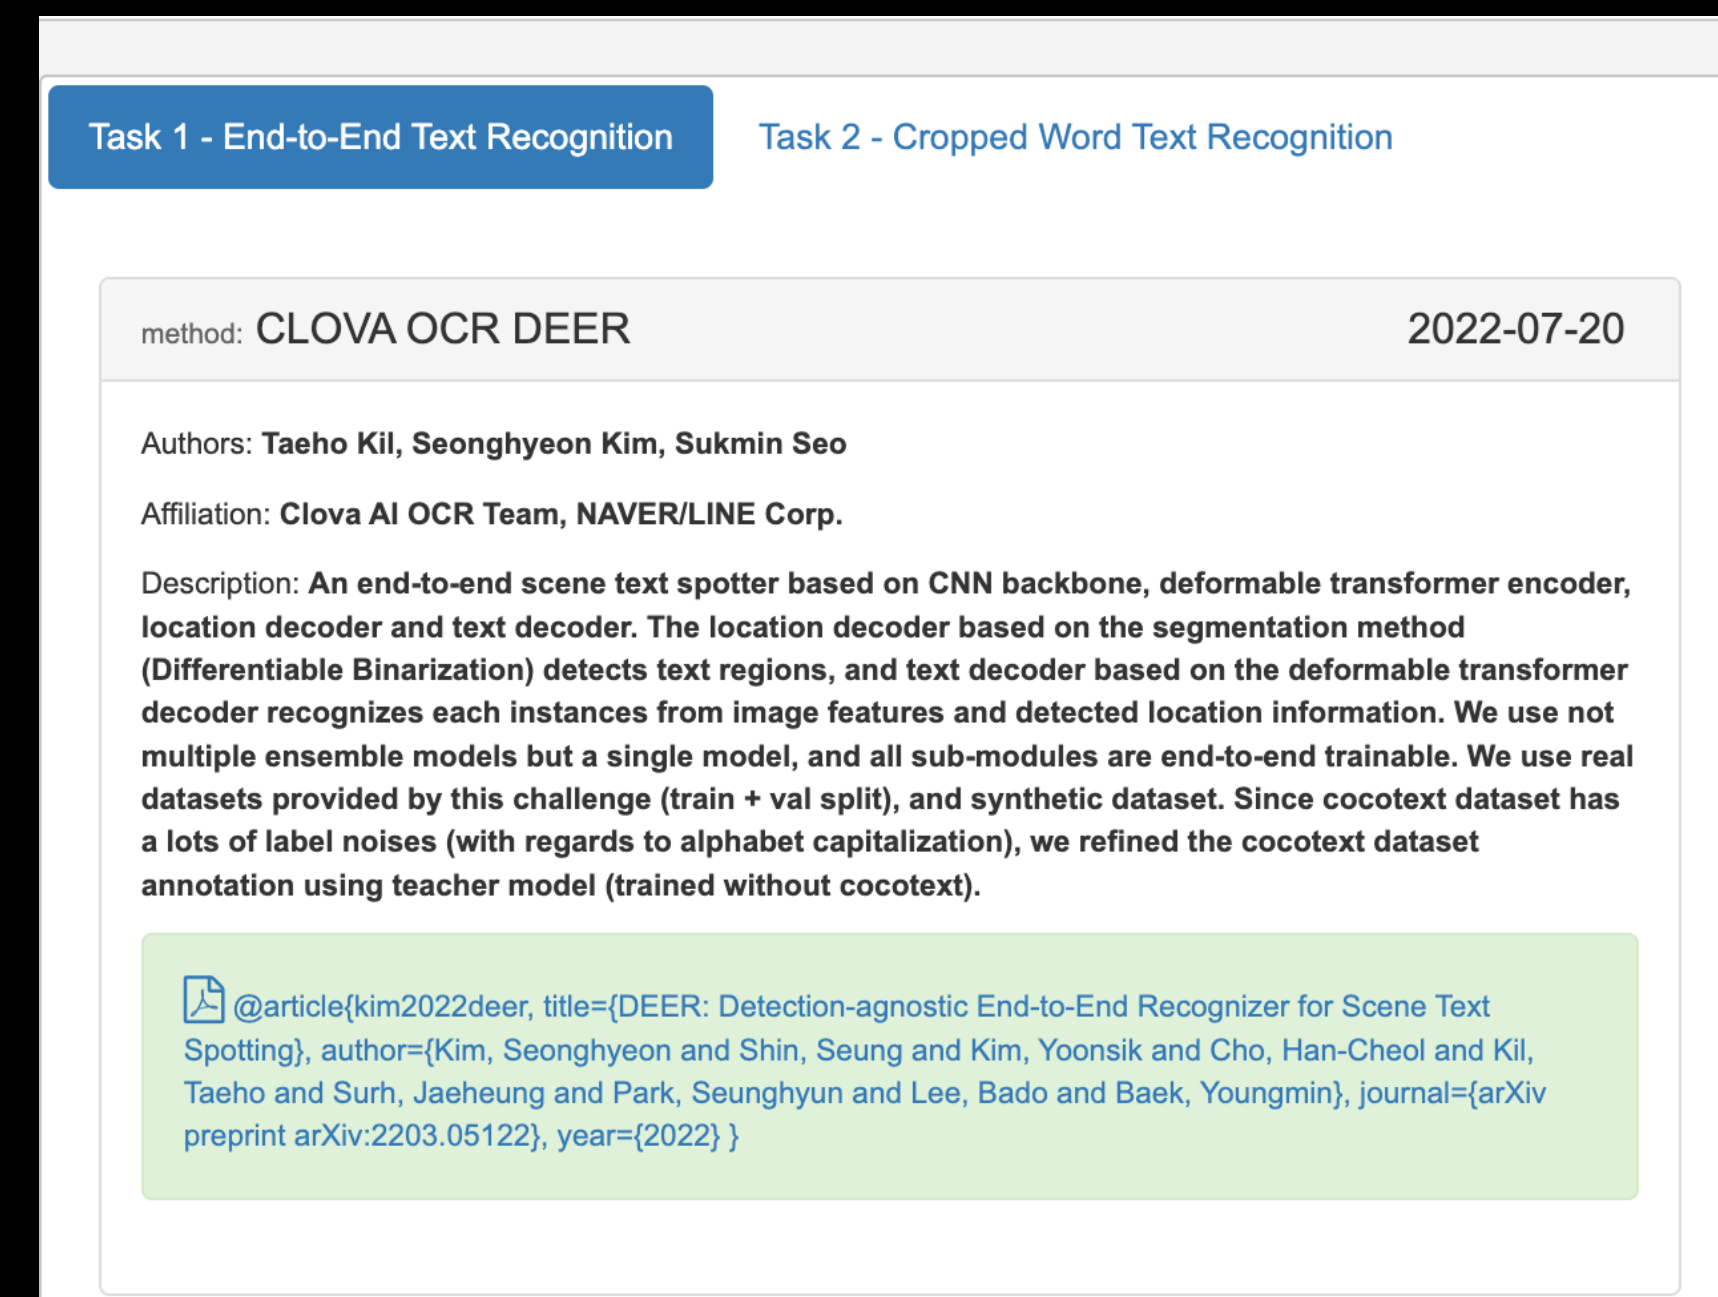 Task 1 - End-to-End Text Recognition
Task 2 - Cropped Word Text Recognition
method: CLOVA OCR DEER
2022-07-20
Authors: Taeho Kil, Seonghyeon Kim, Sukmin Seo
Affiliation: Clova AI OCR Team, NAVER/LINE Corp.
Description: An end-to-end scene text spotter based on CNN backbone, deformable transformer encoder,
location decoder and text decoder. The location decoder based on the segmentation method
(Differentiable Binarization) detects text regions, and text decoder based on the deformable transformer
decoder recognizes each instances from image features and detected location information. We use not
multiple ensemble models but a single model, and all sub-modules are end-to-end trainable. We use real
datasets provided by this challenge (train + val split), and synthetic dataset. Since cocotext dataset has
a lots of label noises (with regards to alphabet capitalization), we refined the cocotext dataset
annotation using teacher model (trained without cocotext).
@article{kim2022deer, title={DEER: Detection-agnostic End-to-End Recognizer for Scene Text
Spotting}, author={Kim, Seonghyeon and Shin, Seung and Kim, Yoonsik and Cho, Han-Cheol and Kil,
Taeho and Surh, Jaeheung and Park, Seunghyun and Lee, Bado and Baek, Youngmin}, journal={arXiv
preprint arXiv:2203.05122}, year={2022} }